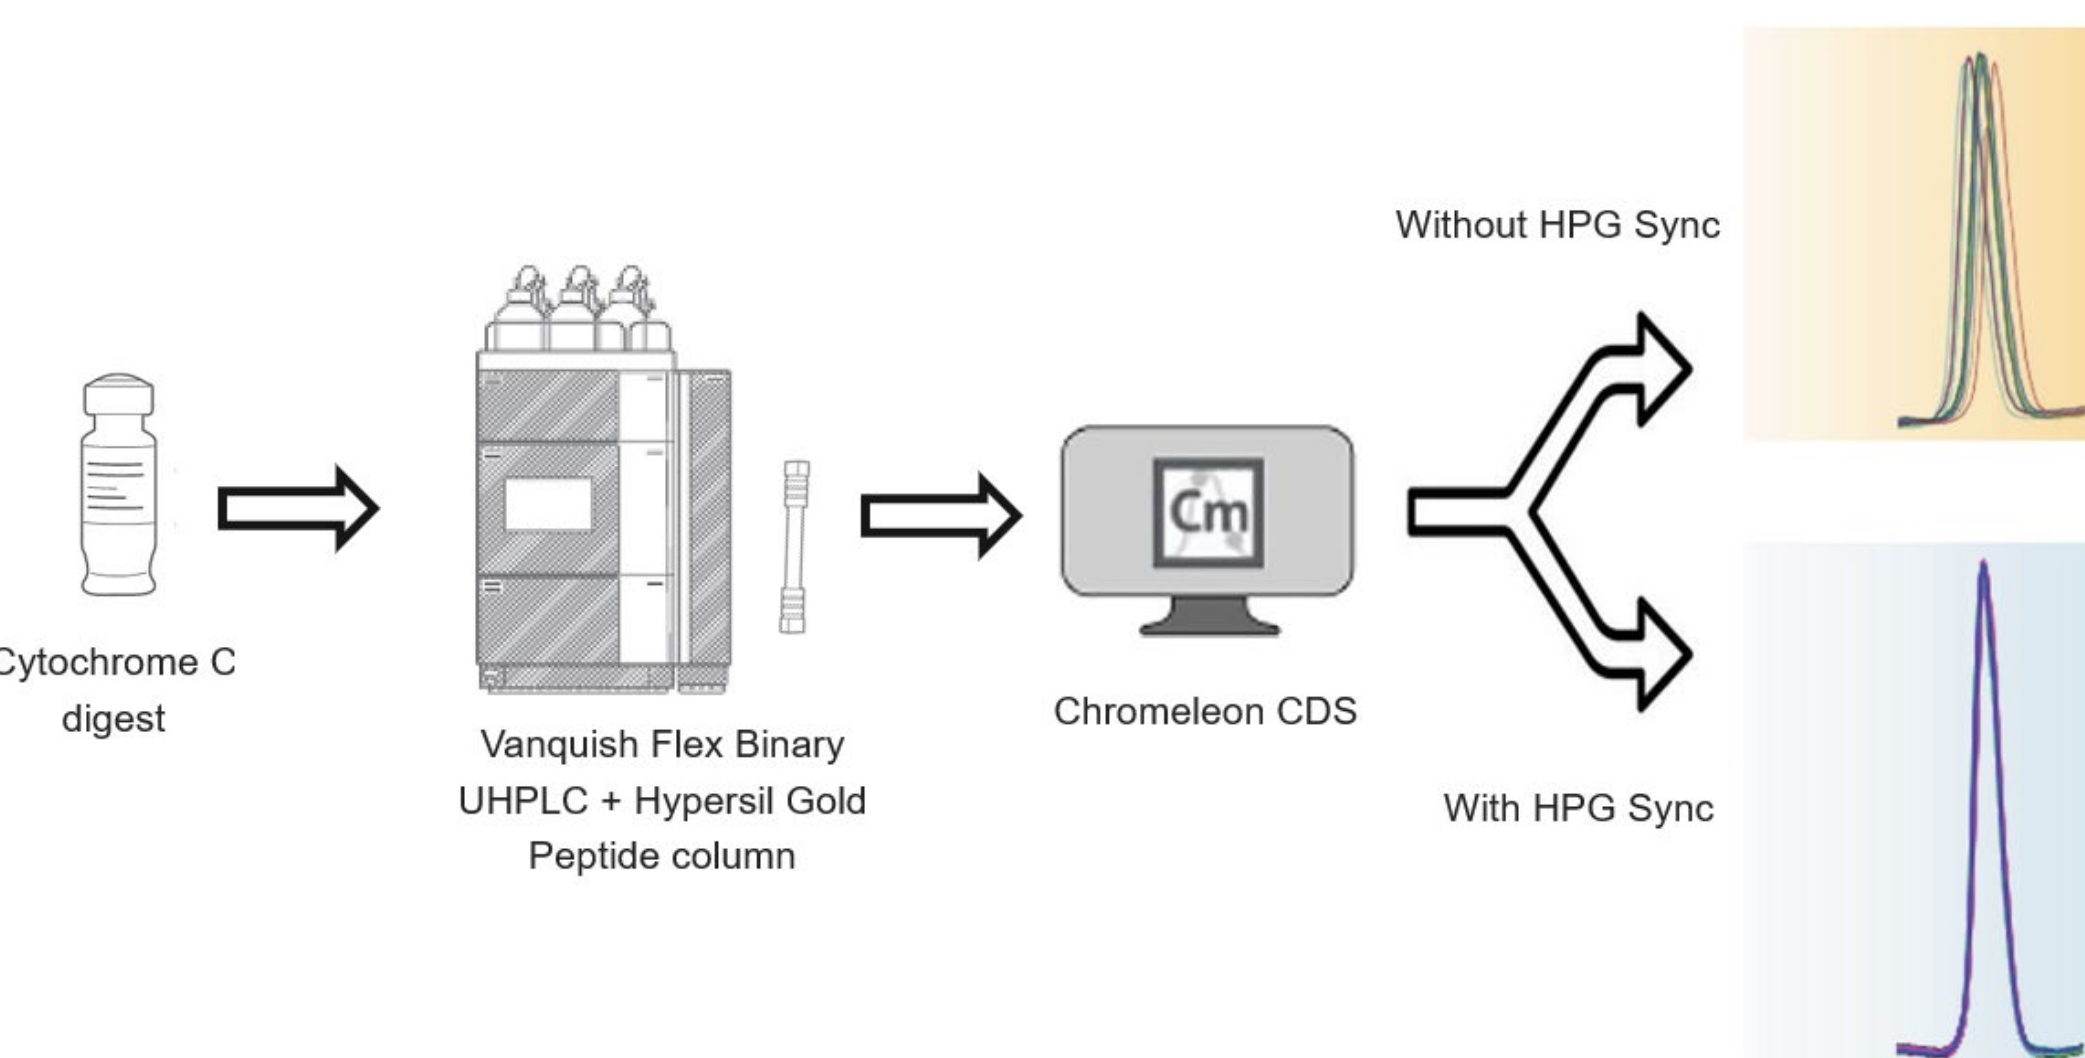 Without HPG Sync
Cm
Cytochrome C
digest
Chromeleon CDS
Vanquish Flex Binary
UHPLC + Hypersil Gold
Peptide column
With HPG Sync